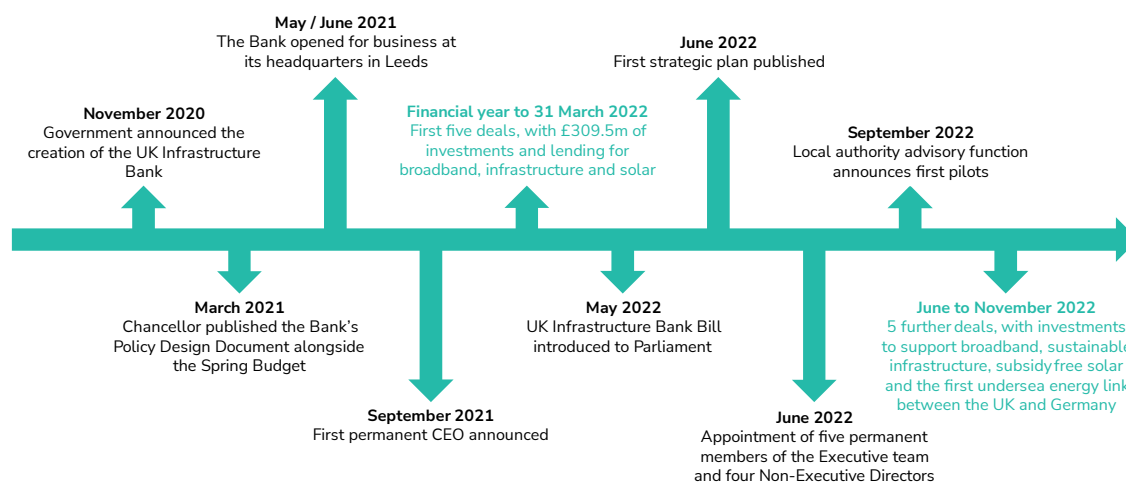 November 2020
Government announced the
creation of the UK Infrastructure
Bank
March 2021
Chancellor published the Bank's
Policy Design Document alongside
the Spring Budget
May / June 2021
The Bank opened for business at
its headquarters in Leeds
September 2021
First permanent CEO announced
Financial year to 31 March 2022
First five deals, with £309.5m of
investments and lending for
broadband, infrastructure and solar
May 2022
UK Infrastructure Bank Bill
introduced to Parliament
June 2022
First strategic plan published
June 2022
Appointment of five permanent
members of the Executive team
and four Non-Executive Directors
September 2022
Local authority advisory function
announces first pilots
June to November 2022
5 further deals, with investments
to support broadband, sustainable
infrastructure, subsidy free solar
and the first undersea energy link
between the UK and Germany